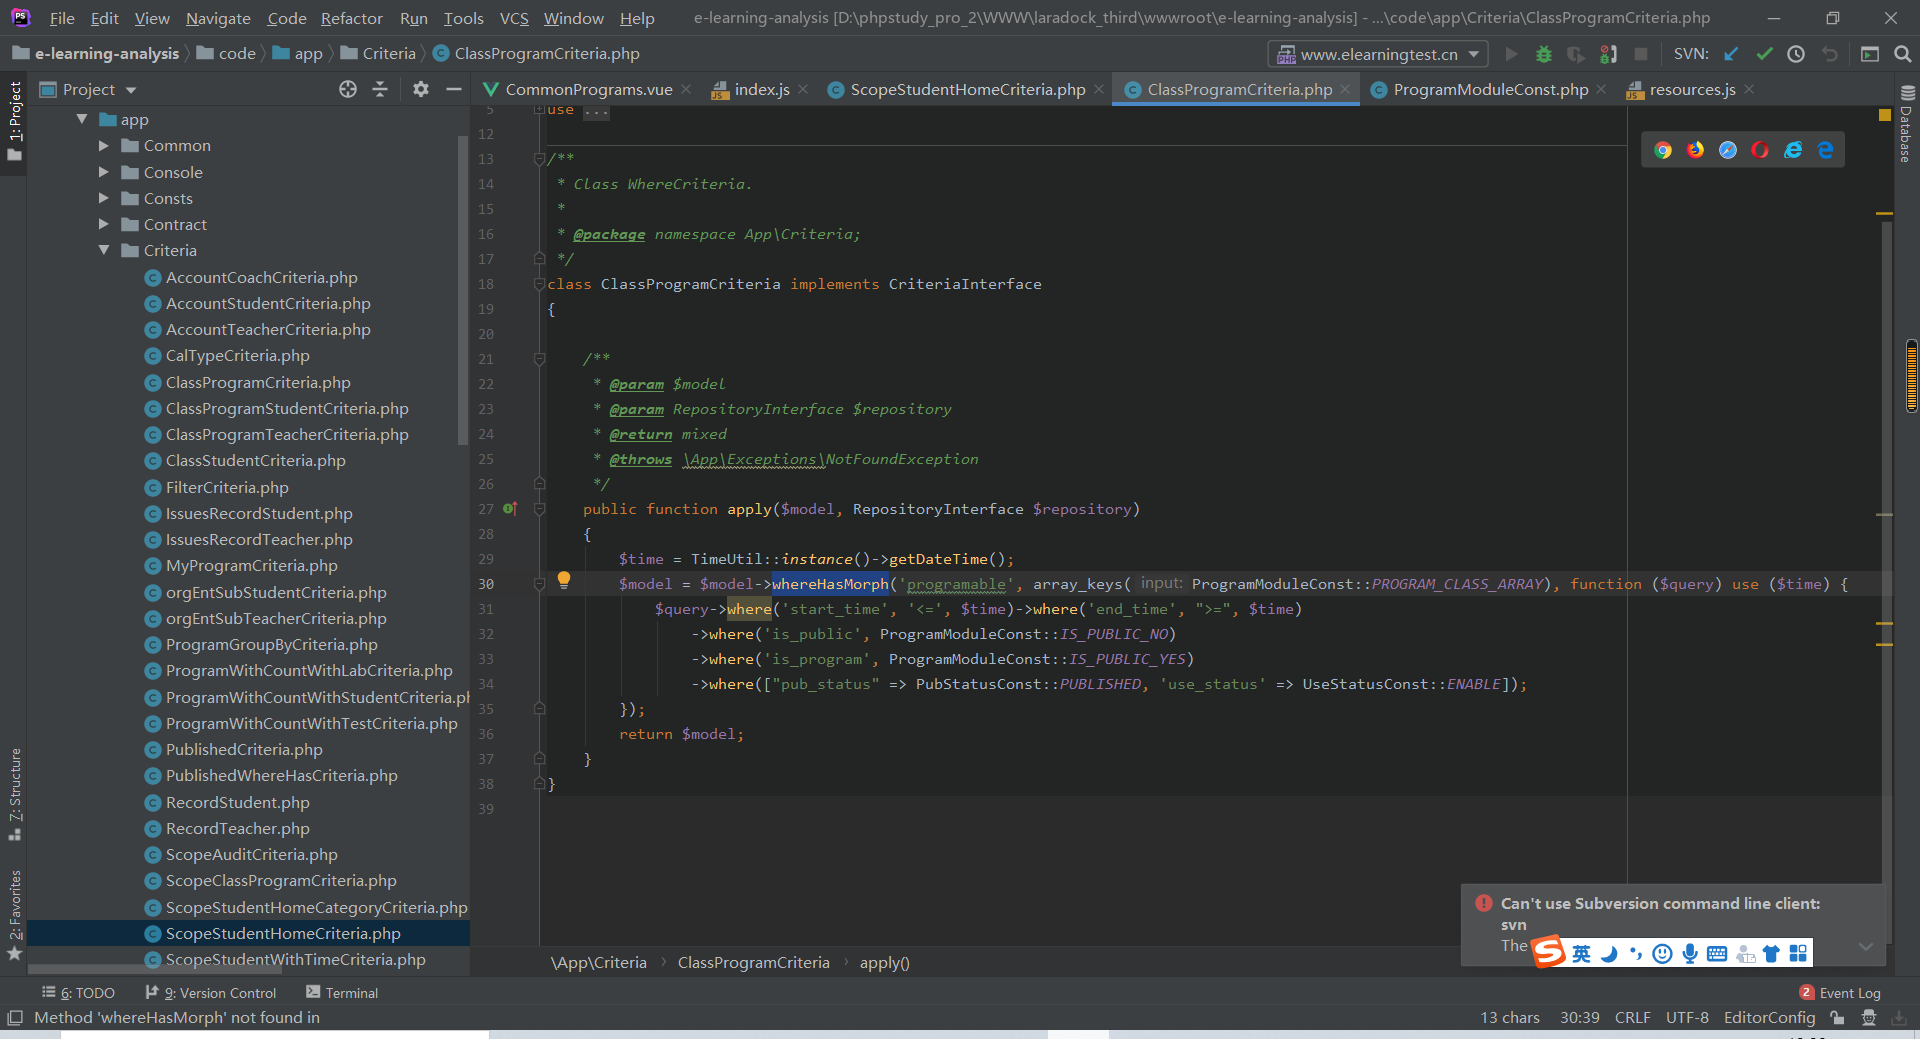 File Edit View Navigate Code Refactor Run Tools VCS Window Help e-learning-analysis [D:\phpstudy_pro_2\WWW\laradock_third\wwwroot\e-learning-analysis] - ...\code\app\Criteria\ClassProgramCriteria.php
e-learning-analysis code app Criteria ClassProgramCriteria.php www.elearningtest.cn SVN:
Project CommonPrograms.vue index.js ScopeStudentHomeCriteria.php ClassProgramCriteria.php ProgramModuleConst.php resources.js
1: Project
7: Structure
2: Favorites
Database
app
Common
Console
Consts
Contract
Criteria
AccountCoachCriteria.php
AccountStudentCriteria.php
AccountTeacherCriteria.php
CalTypeCriteria.php
ClassProgramCriteria.php
ClassProgramStudentCriteria.php
ClassProgramTeacherCriteria.php
ClassStudentCriteria.php
FilterCriteria.php
IssuesRecordStudent.php
IssuesRecordTeacher.php
MyProgramCriteria.php
orgEntSubStudentCriteria.php
orgEntSubTeacherCriteria.php
ProgramGroupByCriteria.php
ProgramWithCountWithLabCriteria.php
ProgramWithCountWithStudentCriteria.ph
ProgramWithCountWithTestCriteria.php
PublishedCriteria.php
PublishedWhereHasCriteria.php
RecordStudent.php
RecordTeacher.php
ScopeAuditCriteria.php
ScopeClassProgramCriteria.php
ScopeStudentHomeCategoryCriteria.php
ScopeStudentHomeCriteria.php
ScopeStudentWithTimeCriteria.php
5 use ...
12
13 /**
14 * Class WhereCriteria.
15 *
16 * @package namespace App\Criteria;
17 */
18 class ClassProgramCriteria implements CriteriaInterface
19 {
20
21 /**
22 * @param $model
23 * @param RepositoryInterface $repository
24 * @return mixed
25 * @throws \App\Exceptions\NotFoundException
26 */
27 public function apply($model, RepositoryInterface $repository)
28 {
29 $time = TimeUtil::instance()->getDateTime();
30 $model = $model->whereHasMorph('programable', array_keys( input: ProgramModuleConst::PROGRAM_CLASS_ARRAY), function ($query) use ($time) {
31 $query->where('start_time', '<=', $time)->where('end_time', ">=", $time)
32 ->where('is_public', ProgramModuleConst::IS_PUBLIC_NO)
33 ->where('is_program', ProgramModuleConst::IS_PUBLIC_YES)
34 ->where(["pub_status" => PubStatusConst::PUBLISHED, 'use_status' => UseStatusConst::ENABLE]);
35 });
36 return $model;
37 }
38 }
39
Can't use Subversion command line client:
svn
The
英
\App\Criteria ClassProgramCriteria apply()
6: TODO 9: Version Control Terminal 2 Event Log
Method 'whereHasMorph' not found in 13 chars 30:39 CRLF UTF-8 EditorConfig